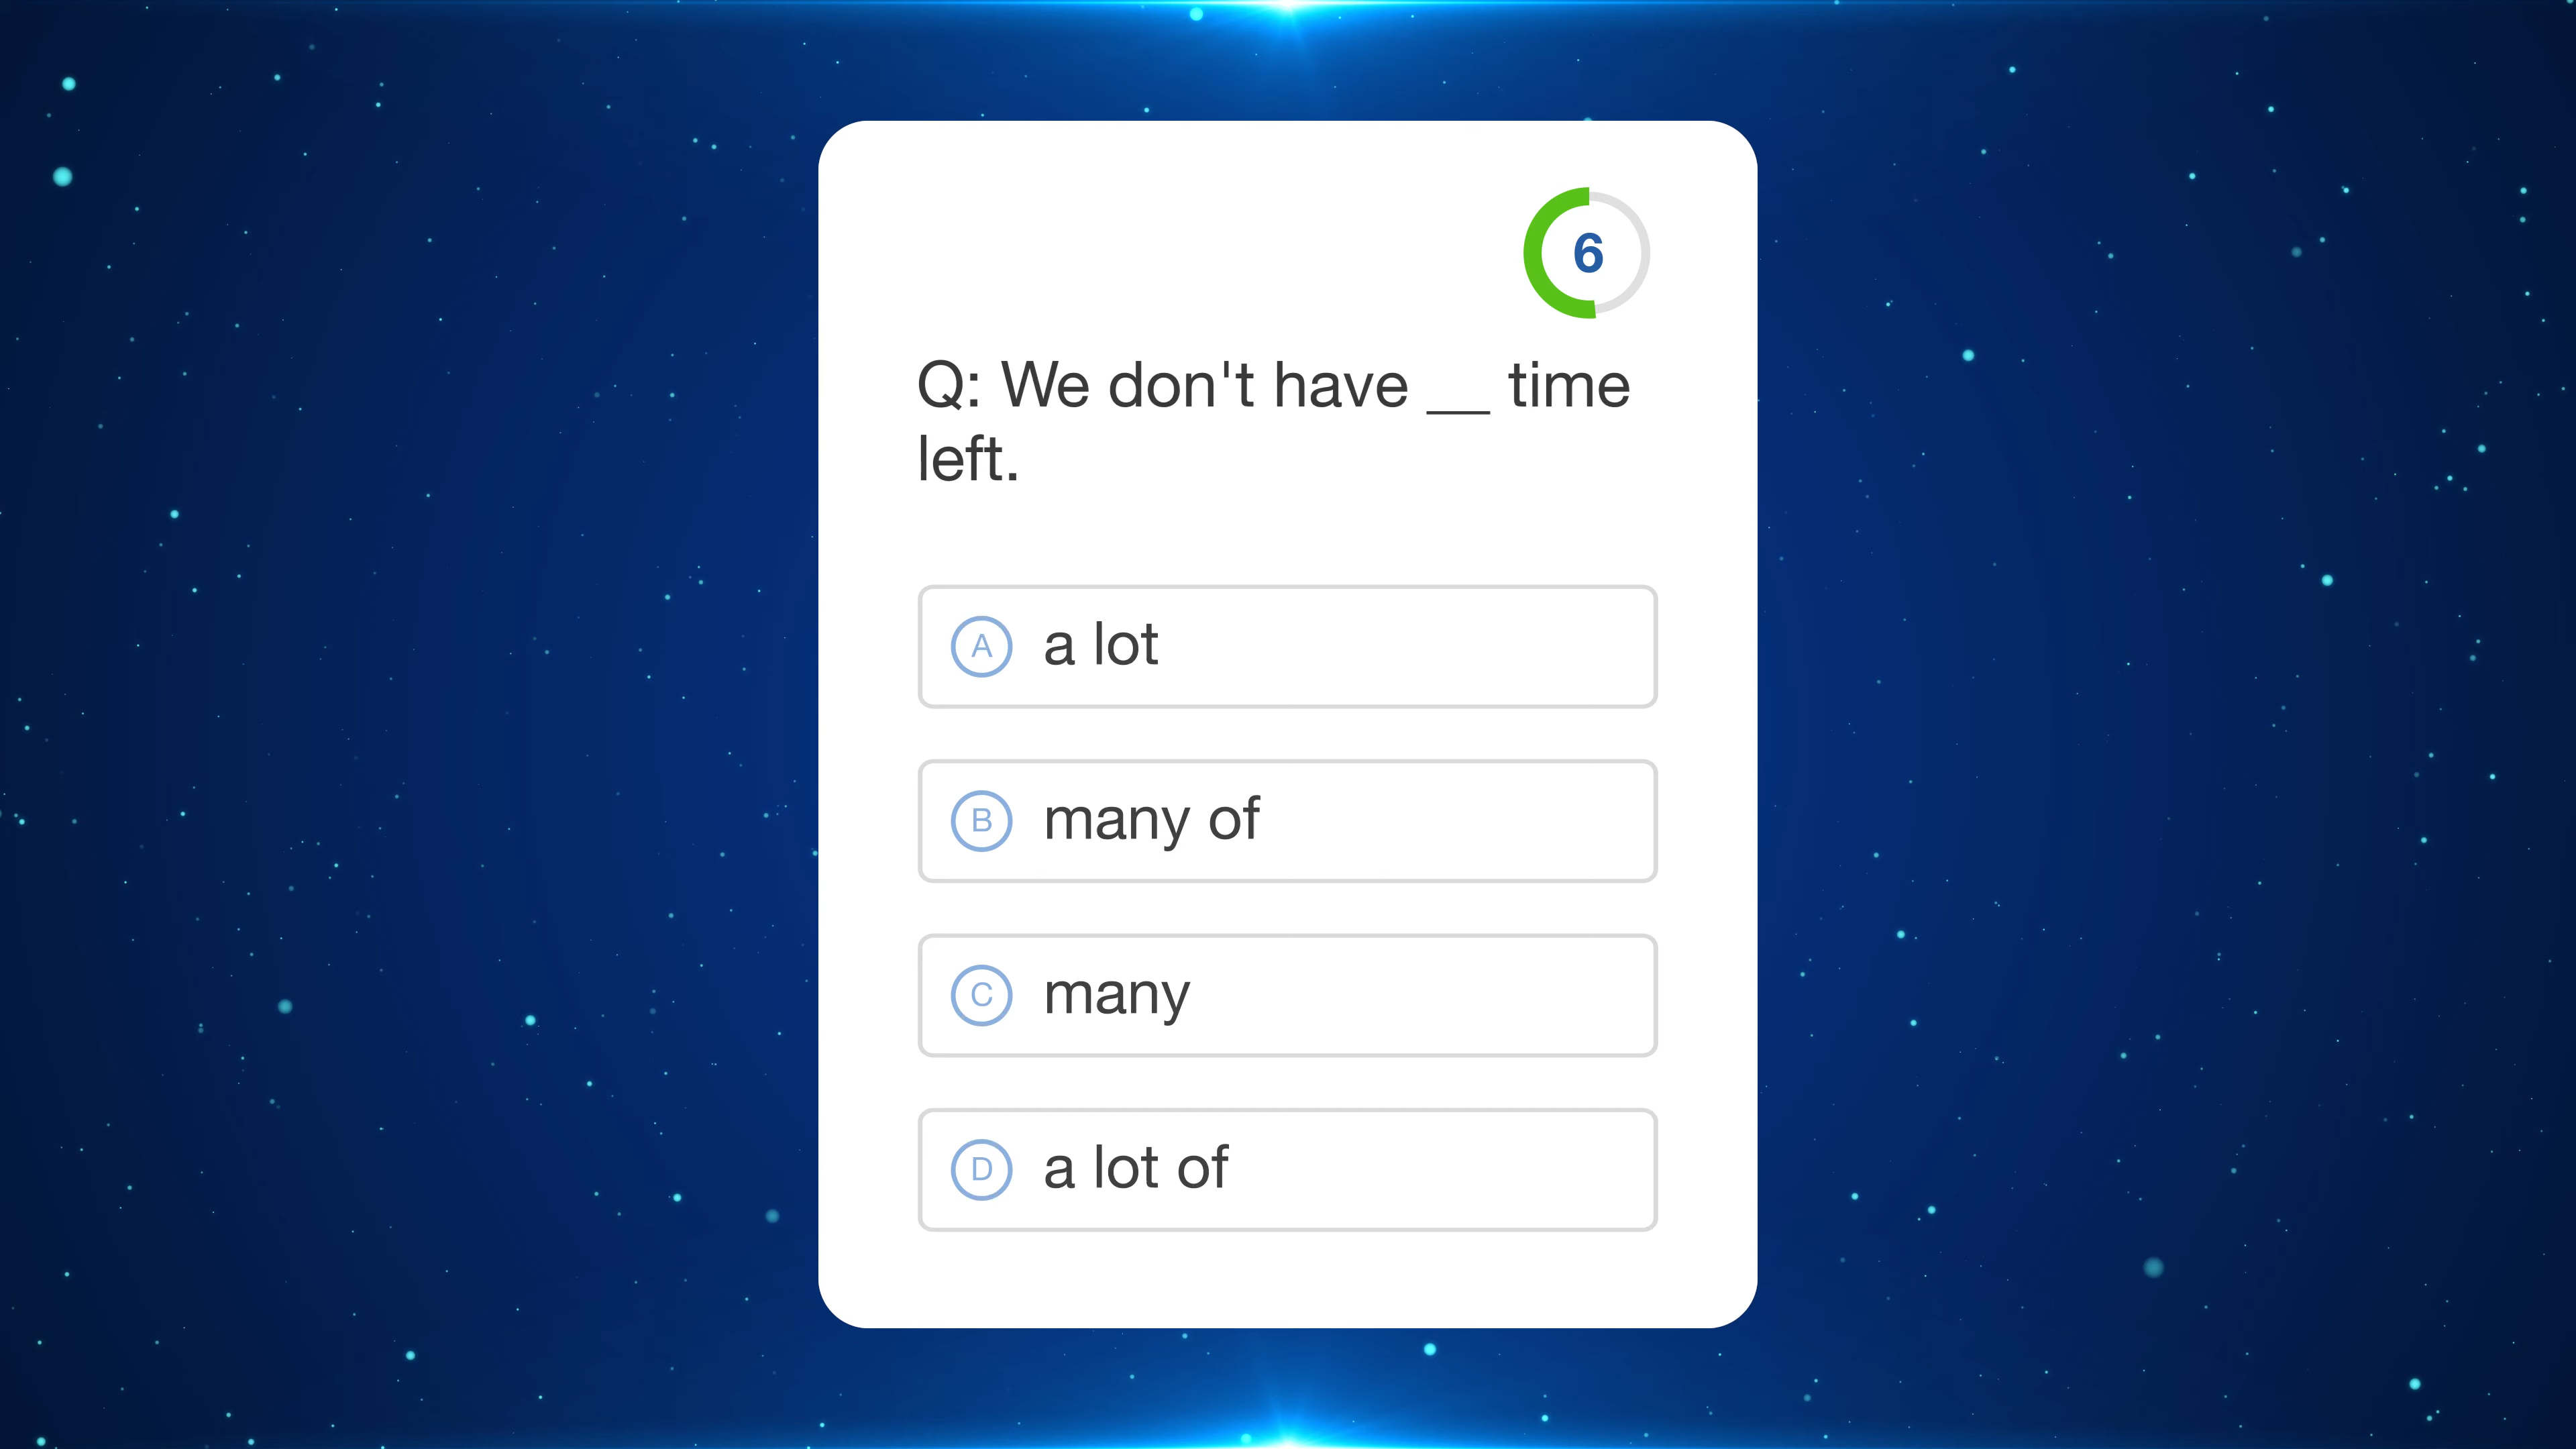 6
Q: We don't have __ time
left.
A a lot
B many of
C many
D a lot of